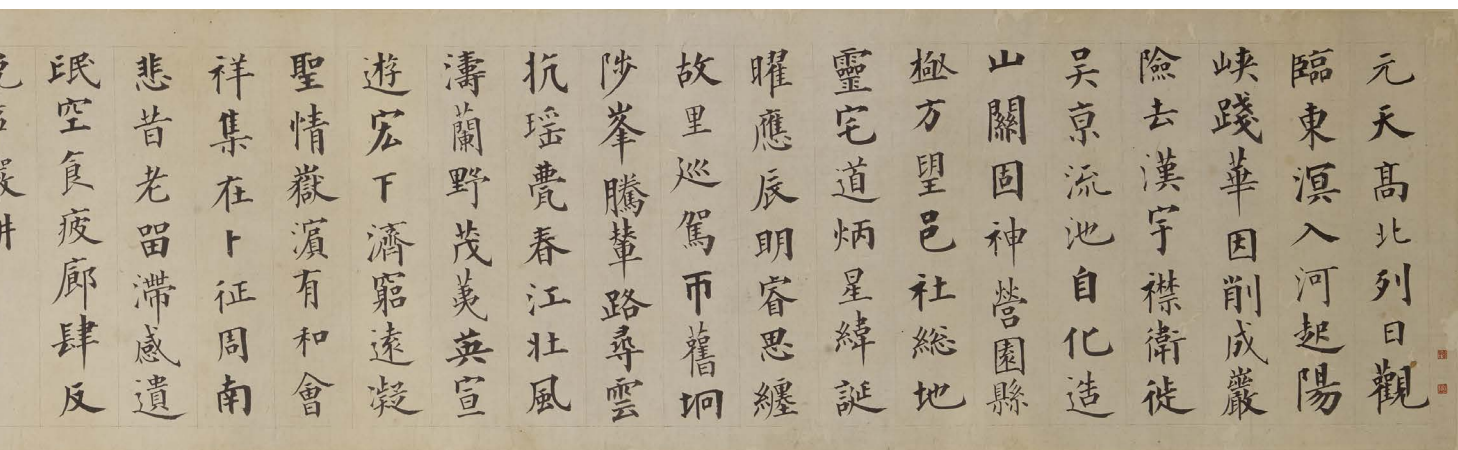 元天髙北列日觀
臨東溟入河起陽
峽踐華因削成巖
險去漢宇襟衛徙
吴京流池自化造
山關固神營園縣
極方望邑社総地
靈宅道炳星緯誕
曜應辰明睿思纏
故里巡駕帀舊坰
陟峯騰輦路尋雲
抗瑶甍春江壯風
濤蘭野茂荑英宣
遊宏下濟窮遠凝
聖情嶽濵有和會
祥集在卜征周南
悲昔老留滯感遺
氓空食疲廊肆反